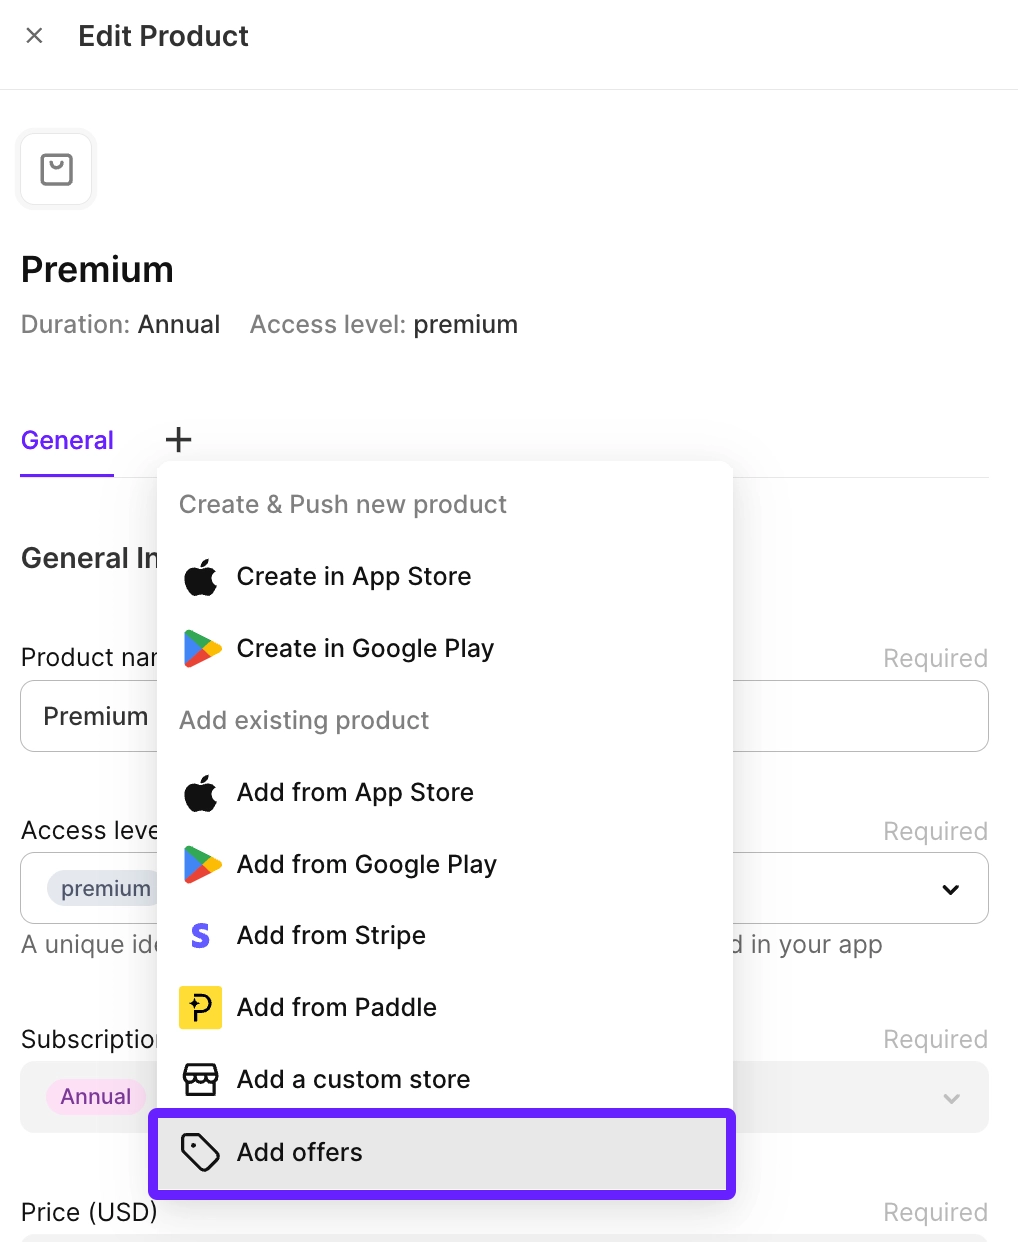 Edit Product
Premium
Duration: Annual Access level: premium
General
Create & Push new product
General In
Create in App Store
Product nar
Create in Google Play
Required
Premium
Add existing product
Add from App Store
Access leve
Required
Add from Google Play
premium
Add from Stripe
A unique ide
d in your app
Add from Paddle
Subscription
Required
Add a custom store
Annual
Add offers
Price (USD)
Required